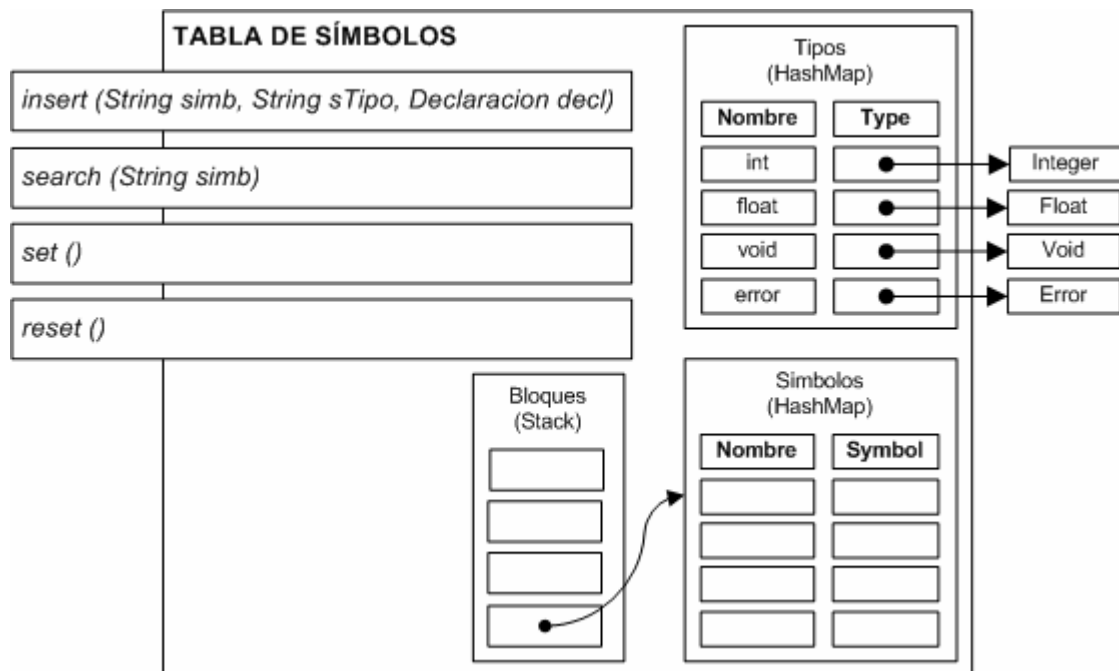 TABLA DE SÍMBOLOS
insert (String simb, String sTipo, Declaracion decl)
search (String simb)
set ()
reset ()
Tipos
(HashMap)
Nombre Type
int Integer
float Float
void Void
error Error
Bloques
(Stack)
Simbolos
(HashMap)
Nombre Symbol